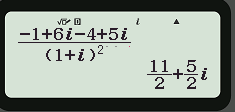 √▱ D i ▲
-1+6i-4+5i
(1+i)²
11/2+5/2i